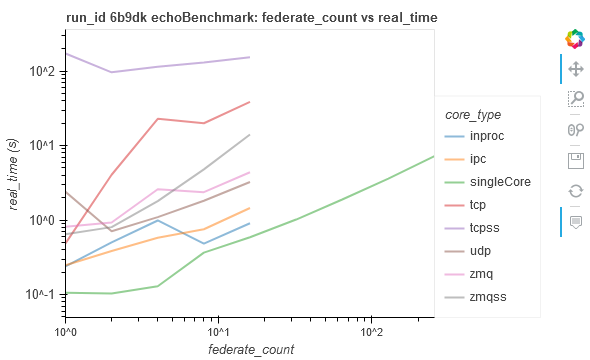 run_id 6b9dk echoBenchmark: federate_count vs real_time
real_time (s)
10^2
10^1
10^0
10^-1
10^0
10^1
10^2
federate_count
core_type
inproc
ipc
singleCore
tcp
tcpss
udp
zmq
zmqss